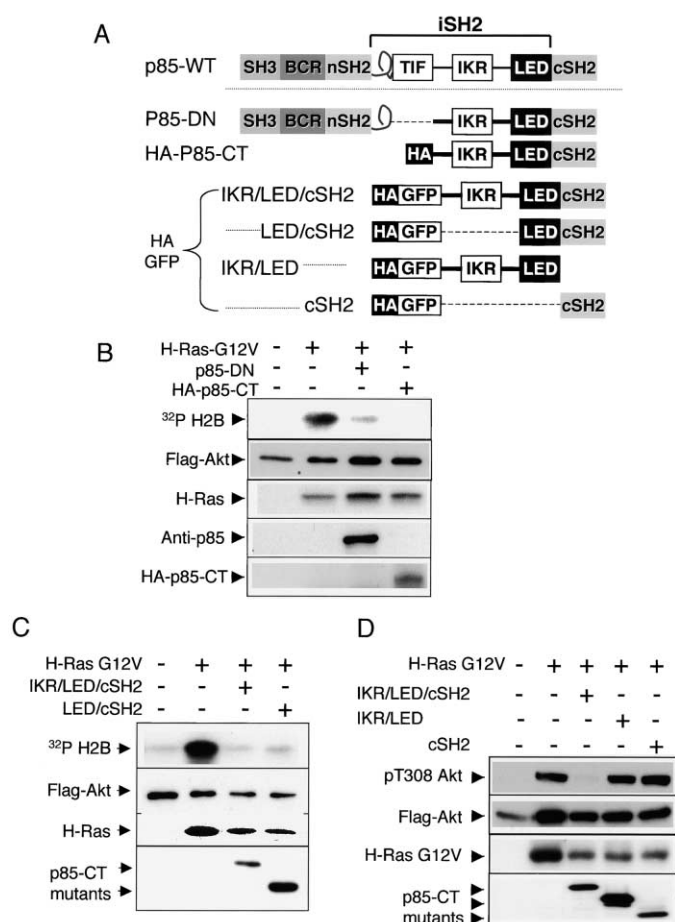 A
iSH2
p85-WT SH3 BCR nSH2 TIF IKR LED cSH2
P85-DN SH3 BCR nSH2 IKR LED cSH2
HA-P85-CT HA IKR LED cSH2
IKR/LED/cSH2 HA GFP IKR LED cSH2
LED/cSH2 HA GFP LED cSH2
HA
GFP
IKR/LED HA GFP IKR LED
cSH2 HA GFP cSH2
B
H-Ras-G12V - + + +
p85-DN - - + -
HA-p85-CT - - - +
32P H2B
Flag-Akt
H-Ras
Anti-p85
HA-p85-CT
C
H-Ras G12V - + + +
IKR/LED/cSH2 - - + -
LED/cSH2 - - - +
32P H2B
Flag-Akt
H-Ras
p85-CT
mutants
D
H-Ras G12V - + + + +
IKR/LED/cSH2 - - + - -
IKR/LED - - - + -
cSH2 - - - - +
pT308 Akt
Flag-Akt
H-Ras G12V
p85-CT
mutants